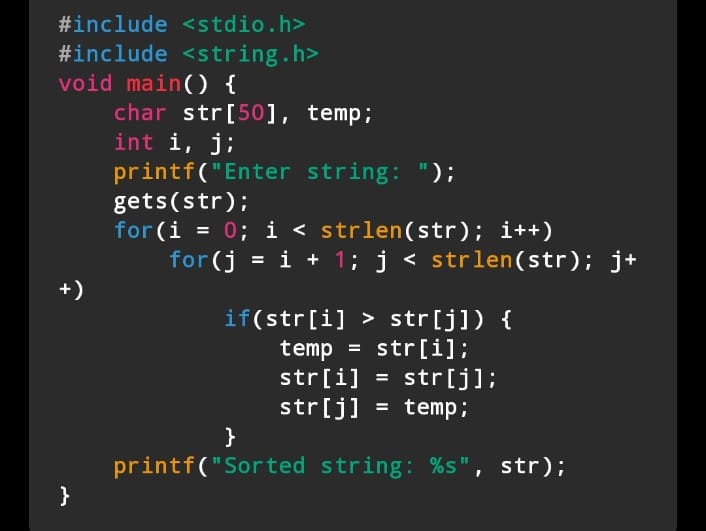 #include <stdio.h>
#include <string.h>
void main() {
    char str[50], temp;
    int i, j;
    printf("Enter string: ");
    gets(str);
    for(i = 0; i < strlen(str); i++)
        for(j = i + 1; j < strlen(str); j+
+)
            if(str[i] > str[j]) {
                temp = str[i];
                str[i] = str[j];
                str[j] = temp;
            }
    printf("Sorted string: %s", str);
}